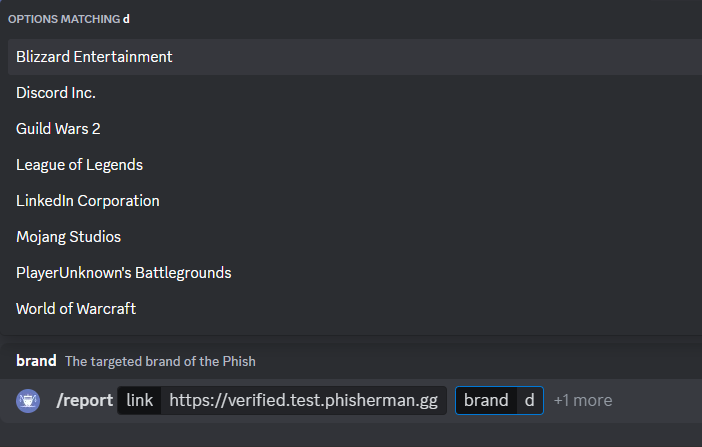 OPTIONS MATCHING d
Blizzard Entertainment
Discord Inc.
Guild Wars 2
League of Legends
LinkedIn Corporation
Mojang Studios
PlayerUnknown's Battlegrounds
World of Warcraft
brand The targeted brand of the Phish
/report link https://verified.test.phisherman.gg brand d +1 more